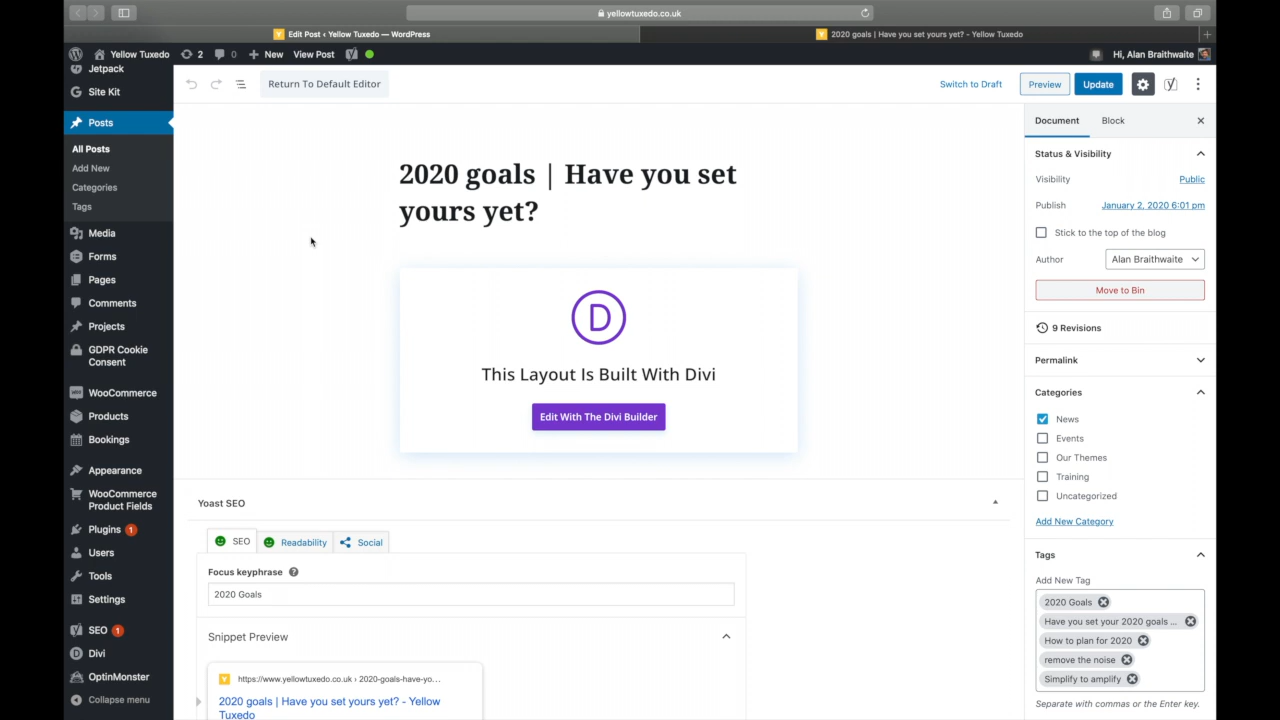 yellowtuxedo.co.uk
Edit Post ‹ Yellow Tuxedo — WordPress
2020 goals | Have you set yours yet? - Yellow Tuxedo
Yellow Tuxedo
2
0
New
View Post
Hi, Alan Braithwaite
Jetpack
Site Kit
Posts
All Posts
Add New
Categories
Tags
Media
Forms
Pages
Comments
Projects
GDPR Cookie
Consent
WooCommerce
Products
Bookings
Appearance
WooCommerce
Product Fields
Plugins 1
Users
Tools
Settings
SEO 1
Divi
OptinMonster
Collapse menu
Return To Default Editor
Switch to Draft
Preview
Update
2020 goals | Have you set
yours yet?
D
This Layout Is Built With Divi
Edit With The Divi Builder
Yoast SEO
SEO
Readability
Social
Focus keyphrase
2020 Goals
Snippet Preview
https://www.yellowtuxedo.co.uk › 2020-goals-have-yo...
2020 goals | Have you set yours yet? - Yellow
Tuxedo
Document
Block
Status & Visibility
Visibility
Public
Publish
January 2, 2020 6:01 pm
Stick to the top of the blog
Author
Alan Braithwaite
Move to Bin
9 Revisions
Permalink
Categories
News
Events
Our Themes
Training
Uncategorized
Add New Category
Tags
Add New Tag
2020 Goals
Have you set your 2020 goals ...
How to plan for 2020
remove the noise
Simplify to amplify
Separate with commas or the Enter key.